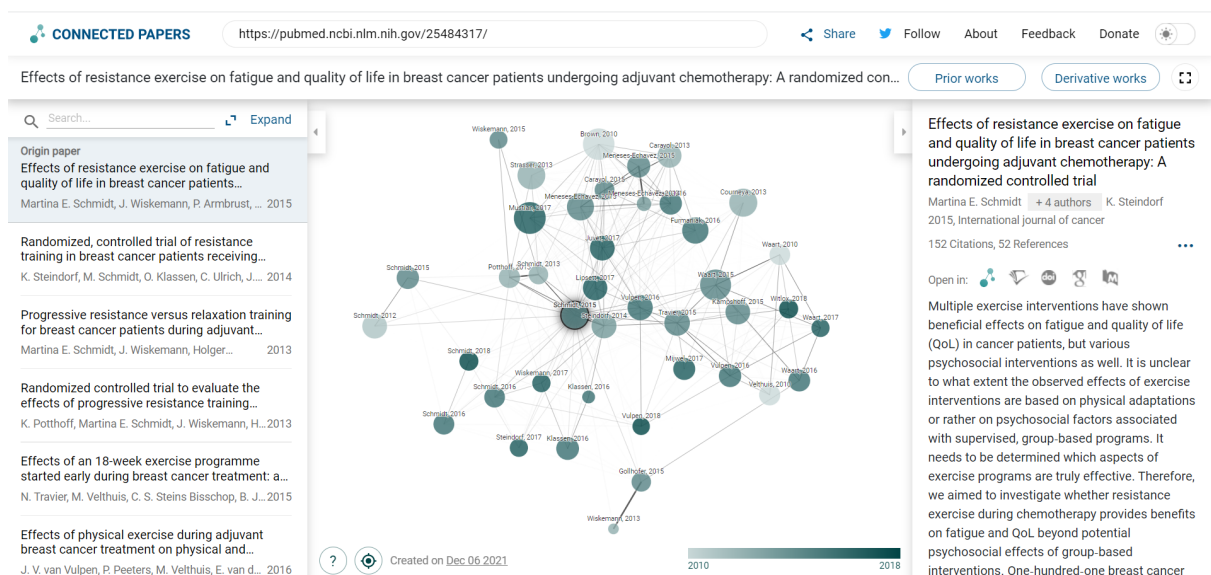 CONNECTED PAPERS
https://pubmed.ncbi.nlm.nih.gov/25484317/
Share
Follow
About
Feedback
Donate
Effects of resistance exercise on fatigue and quality of life in breast cancer patients undergoing adjuvant chemotherapy: A randomized con...
Prior works
Derivative works
Search...
Expand
Origin paper
Effects of resistance exercise on fatigue and
quality of life in breast cancer patients...
Martina E. Schmidt, J. Wiskemann, P. Armbrust, ... 2015
Randomized, controlled trial of resistance
training in breast cancer patients receiving...
K. Steindorf, M. Schmidt, O. Klassen, C. Ulrich, J.... 2014
Progressive resistance versus relaxation training
for breast cancer patients during adjuvant...
Martina E. Schmidt, J. Wiskemann, Holger... 2013
Randomized controlled trial to evaluate the
effects of progressive resistance training...
K. Potthoff, Martina E. Schmidt, J. Wiskemann, H... 2013
Effects of an 18-week exercise programme
started early during breast cancer treatment: a...
N. Travier, M. Velthuis, C. S. Steins Bisschop, B. J... 2015
Effects of physical exercise during adjuvant
breast cancer treatment on physical and...
J. V. van Vulpen, P. Peeters, M. Velthuis, E. van d... 2016
Wiskemann, 2015
Brown, 2010
Caravol, 2013
Meneses-Echavez, 2015
Strasser, 2013
Caravol, 2015
Meneses-Echavez, 2015
Meneses-Echavez, 2014
2016
Courneva, 2013
Mustian, 2017
Furmaniak, 2016
Juvet, 2017
Waart, 2010
Schmidt, 2015
Potthoff, 2013
Schmidt, 2013
Lipsett, 2017
Waart, 2015
Schmidt, 2015
Vulpen, 2016
Kampshoff, 2015
Witlox, 2018
Schmidt, 2012
Steindorf, 2014
Travier, 2015
Waart, 2017
Schmidt, 2018
Mijwel, 2017
Vulpen, 2016
Waart, 2016
Wiskemann, 2017
Schmidt, 2016
Klassen, 2016
Velthuis, 2010
Schmidt, 2016
Vulpen, 2018
Steindorf, 2017
Klassen, 2016
Gollhofer, 2015
Wiskemann, 2013
?
Created on Dec 06 2021
2010
2018
Effects of resistance exercise on fatigue
and quality of life in breast cancer patients
undergoing adjuvant chemotherapy: A
randomized controlled trial
Martina E. Schmidt + 4 authors K. Steindorf
2015, International journal of cancer
152 Citations, 52 References
Open in:
doi
Multiple exercise interventions have shown
beneficial effects on fatigue and quality of life
(QoL) in cancer patients, but various
psychosocial interventions as well. It is unclear
to what extent the observed effects of exercise
interventions are based on physical adaptations
or rather on psychosocial factors associated
with supervised, group-based programs. It
needs to be determined which aspects of
exercise programs are truly effective. Therefore,
we aimed to investigate whether resistance
exercise during chemotherapy provides benefits
on fatigue and QoL beyond potential
psychosocial effects of group-based
interventions. One-hundred-one breast cancer